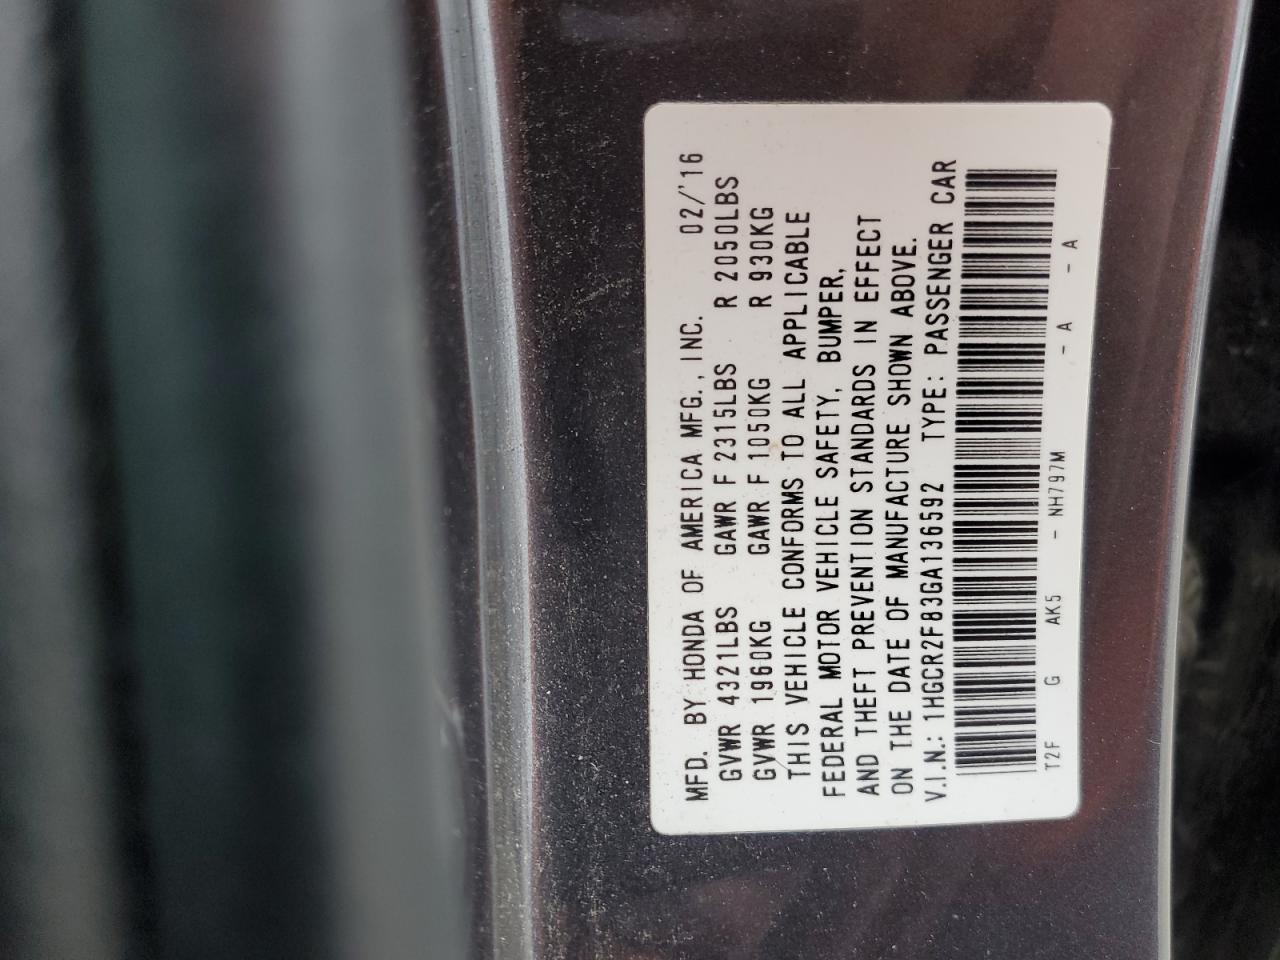 MFD. BY HONDA OF AMERICA MFG., INC. 02/'16
GVWR 4321LBS GAWR F 2315LBS R 2050LBS
GVWR 1960KG GAWR F 1050KG R 930KG
THIS VEHICLE CONFORMS TO ALL APPLICABLE
FEDERAL MOTOR VEHICLE SAFETY, BUMPER,
AND THEFT PREVENTION STANDARDS IN EFFECT
ON THE DATE OF MANUFACTURE SHOWN ABOVE.
V.I.N.: 1HGCR2F83GA136592 TYPE: PASSENGER CAR
T2F G AK5 - NH797M - A - A